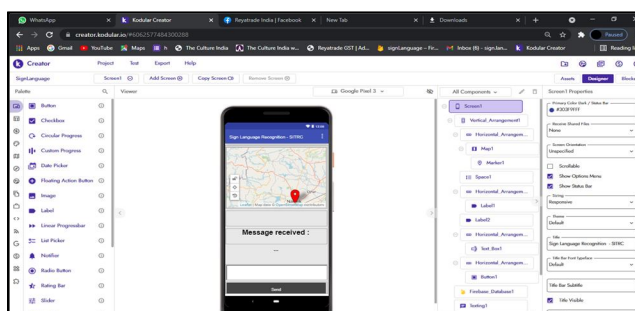 WhatsApp
Kodular Creator
Reyatrade India | Facebook
New Tab
Downloads
creator.kodular.io/#6062577484300288
Paused
Apps
Gmail
YouTube
Maps
h
The Culture India
The Culture India w...
Reyatrade GST | Ad...
signLanguage – Fir...
Inbox (6) - signJan...
Kodular Creator
Reading li
Creator
Project
Test
Export
Help
SignLanguage
Screen1
Add Screen
Copy Screen
Remove Screen
Assets
Designer
Blocks
Palette
Viewer
Google Pixel 3
All Components
Screen1 Properties
Button
Checkbox
Circular Progress
Custom Progress
Date Picker
Floating Action Button
Image
Label
Linear Progressbar
List Picker
Notifier
Radio Button
Rating Bar
Slider
Sign Language Recognition - SITRC
Message received :
...
Send
Screen1
Vertical_Arrangement1
Horizontal_Arrangem...
Map1
Marker1
Space1
Horizontal_Arrangem...
Label1
Label2
Horizontal_Arrangem...
Text_Box1
Horizontal_Arrangem...
Button1
Firebase_Database1
Texting1
Primary Color Dark / Status Bar
#303F9FFF
Receive Shared Files
None
Screen Orientation
Unspecified
Scrollable
Show Options Menu
Show Status Bar
Sizing
Responsive
Theme
Default
Title
Sign Language Recognition - SITRC
Title Bar Font Typeface
Default
Title Bar Subtitle
Title Visible